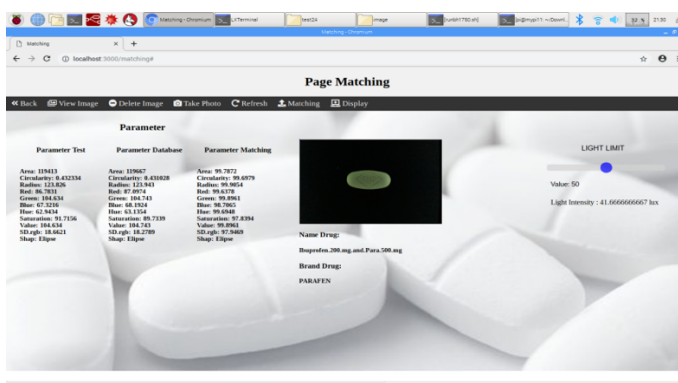 Matching - Chromium
LXTerminal
test24
image
52 %
21:30
Matching - Chromium
Matching
localhost:3000/matching#
Page Matching
Back View Image Delete Image Take Photo Refresh Matching Display
Parameter
Parameter Test
Area: 119413
Circularity: 0.432334
Radius: 123.826
Red: 86.7831
Green: 104.634
Blue: 67.3216
Hue: 62.9434
Saturation: 91.7156
Value: 104.634
SD.rgb: 18.6621
Shap: Elipse
Parameter Database
Area: 119667
Circularity: 0.431028
Radius: 123.943
Red: 87.0974
Green: 104.743
Blue: 68.1924
Hue: 63.1354
Saturation: 89.7339
Value: 104.743
SD.rgb: 18.2789
Shap: Elipse
Parameter Matching
Area: 99.7872
Circularity: 99.6979
Radius: 99.9054
Red: 99.6378
Green: 99.8961
Blue: 98.7065
Hue: 99.6948
Saturation: 97.8394
Value: 99.8961
SD.rgb: 97.9469
Shap: Elipse
Name Drug:
Ibuprofen.200.mg.and.Para.500.mg
Brand Drug:
PARAFEN
LIGHT LIMIT
Value: 50
Light Intensity : 41.6666666667 lux